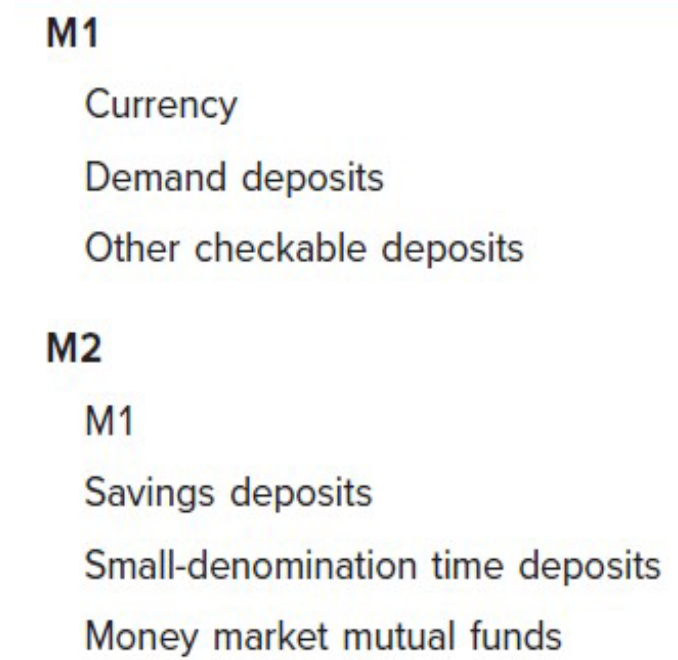 M1
Currency
Demand deposits
Other checkable deposits
M2
M1
Savings deposits
Small-denomination time deposits
Money market mutual funds